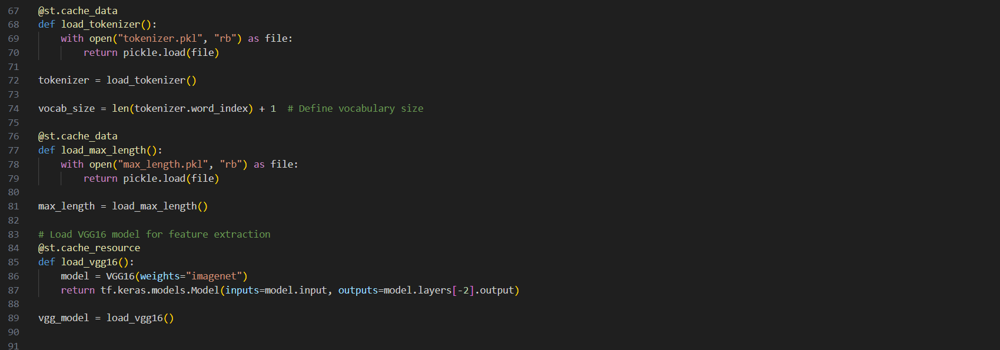 67 @st.cache_data
68 def load_tokenizer():
69     with open("tokenizer.pkl", "rb") as file:
70         return pickle.load(file)
71
72 tokenizer = load_tokenizer()
73
74 vocab_size = len(tokenizer.word_index) + 1  # Define vocabulary size
75
76 @st.cache_data
77 def load_max_length():
78     with open("max_length.pkl", "rb") as file:
79         return pickle.load(file)
80
81 max_length = load_max_length()
82
83 # Load VGG16 model for feature extraction
84 @st.cache_resource
85 def load_vgg16():
86     model = VGG16(weights="imagenet")
87     return tf.keras.models.Model(inputs=model.input, outputs=model.layers[-2].output)
88
89 vgg_model = load_vgg16()
90
91